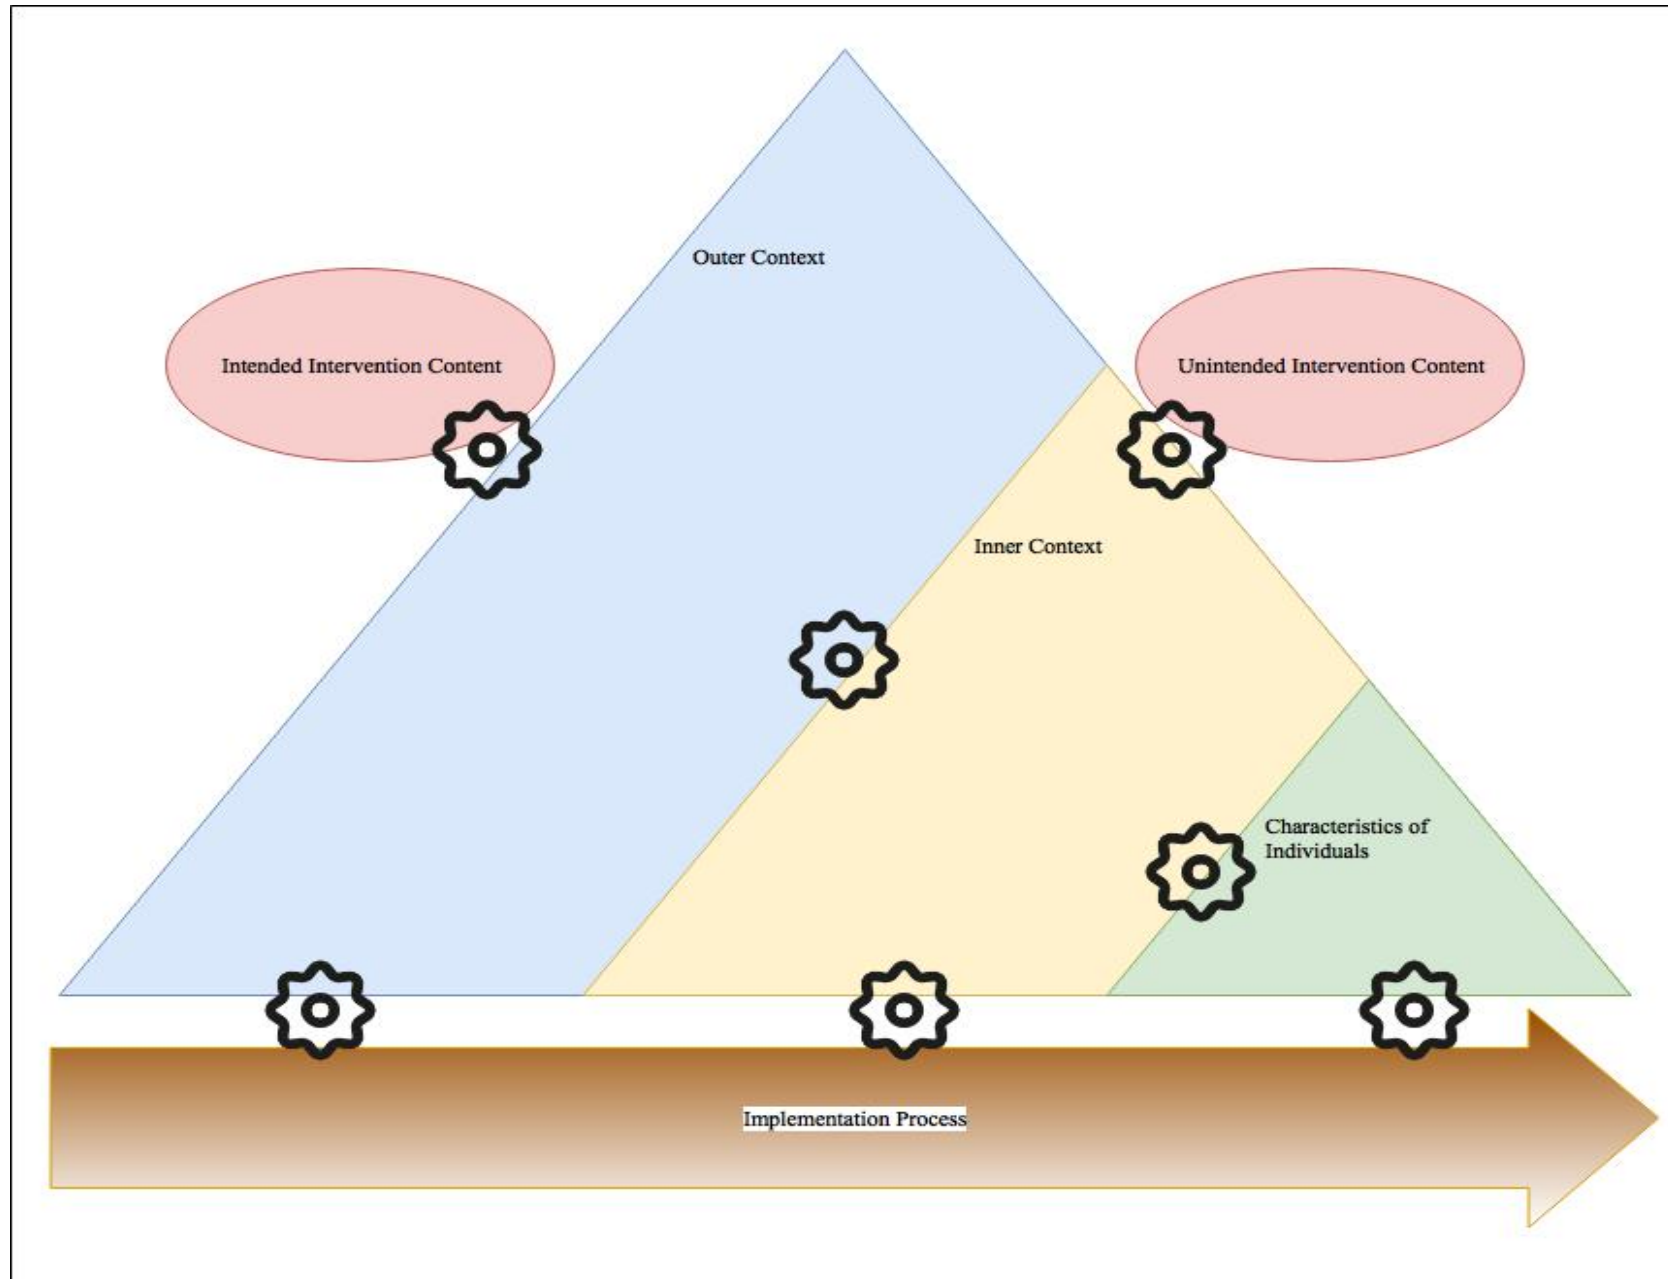 Outer Context
Intended Intervention Content
Unintended Intervention Content
Inner Context
Characteristics of
Individuals
Implementation Process